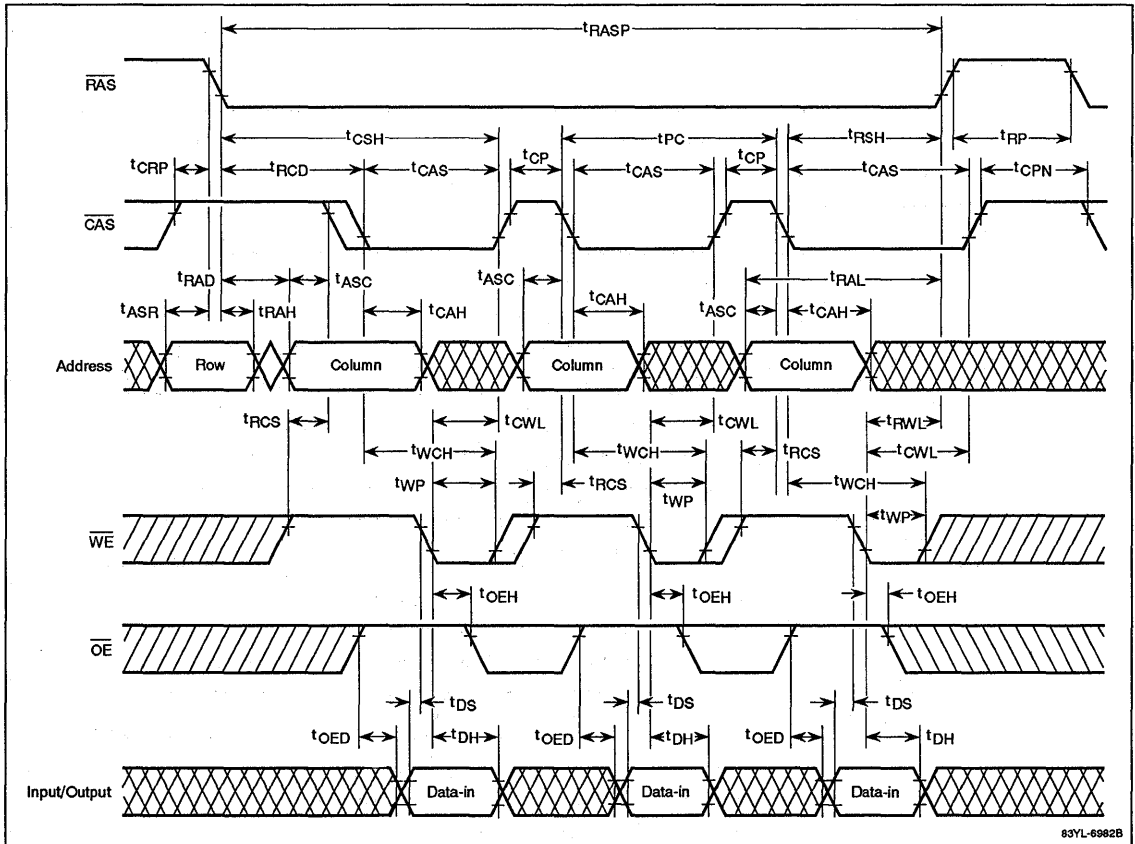 tRASP
RAS
tCSH tPC tRSH tRP
tCRP tRCD tCAS tCP tCAS tCP tCAS tCPN
CAS
tRAD tASC tASC tRAL
tASR tRAH tCAH tCAH tASC tCAH
Address Row Column Column Column
tRCS tCWL tCWL tRWL
tWCH tWCH tRCS tCWL
tWP tRCS tWP tWCH
tWP
WE
tOEH tOEH tOEH
OE
tDS tDS tDS
tOED tDH tOED tDH tOED tDH
Input/Output Data-in Data-in Data-in
83YL-6982B